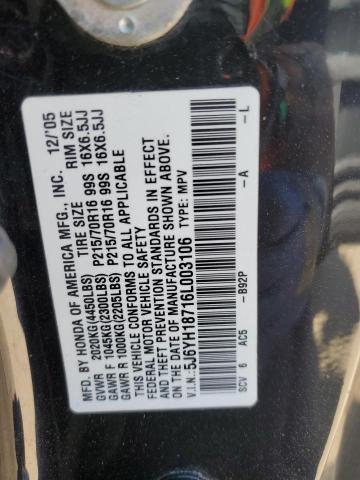 MFD. BY HONDA OF AMERICA MFG., INC. 12/'05
TIRE SIZE RIM SIZE
GVWR 2020KG(4450LBS) P215/70R16 99S 16X6.5JJ
GAWR F 1045KG(2300LBS) P215/70R16 99S 16X6.5JJ
GAWR R 1000KG(2205LBS)
THIS VEHICLE CONFORMS TO ALL APPLICABLE
FEDERAL MOTOR VEHICLE SAFETY
AND THEFT PREVENTION STANDARDS IN EFFECT
ON THE DATE OF MANUFACTURE SHOWN ABOVE.
V.I.N.: 5J6YH18716L003106 TYPE: MPV
SCV 6 AC5 -B92P -A -L